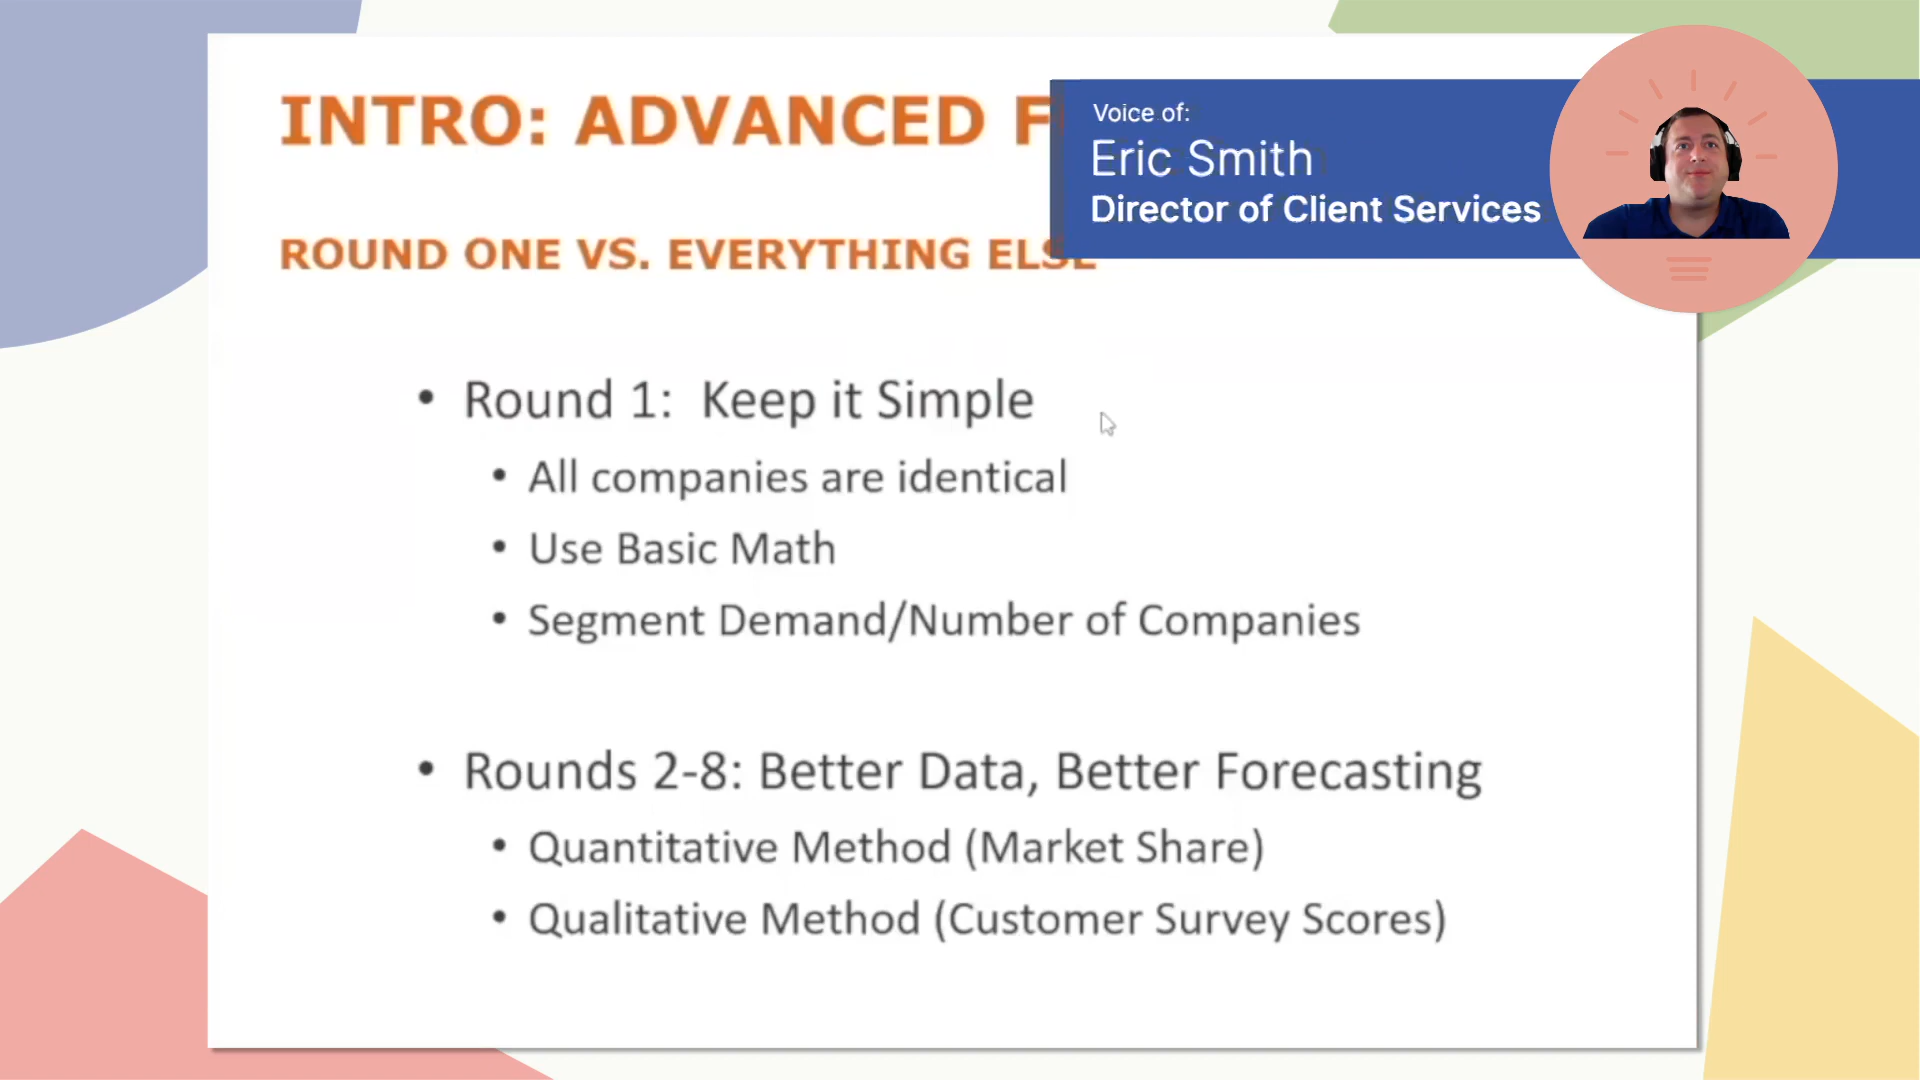 INTRO: ADVANCED F
Voice of:
Eric Smith
Director of Client Services
ROUND ONE VS. EVERYTHING ELSE
• Round 1:  Keep it Simple
• All companies are identical
• Use Basic Math
• Segment Demand/Number of Companies
• Rounds 2-8: Better Data, Better Forecasting
• Quantitative Method (Market Share)
• Qualitative Method (Customer Survey Scores)